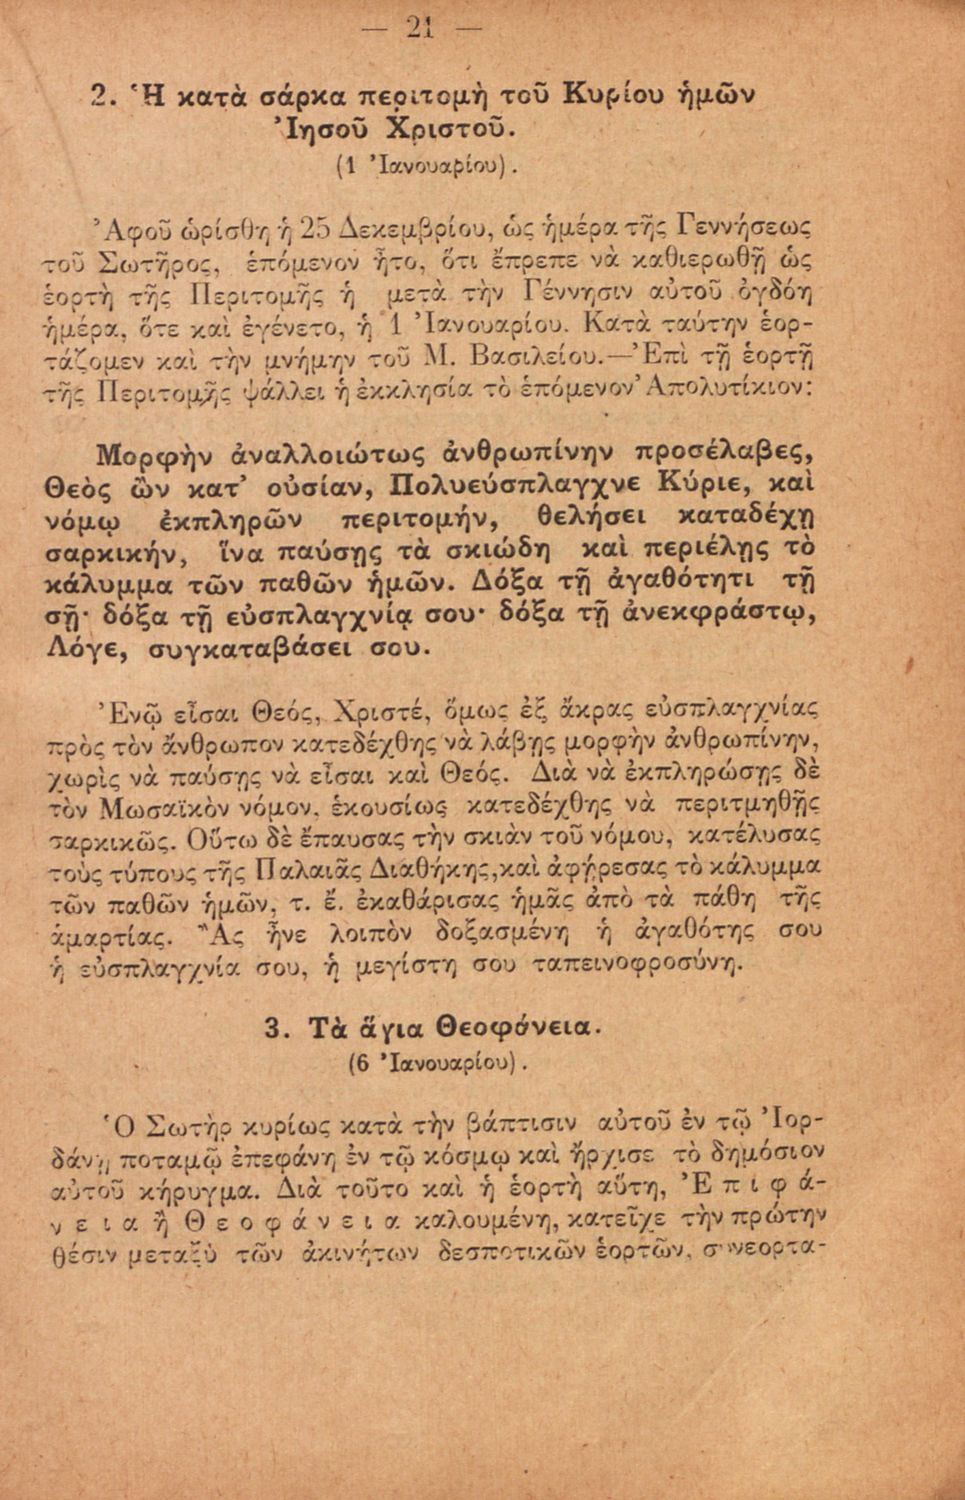 — 21 —
2. Ἡ κατὰ σάρκα περιτομὴ τοῦ Κυρίου ἡμῶν
Ἰησοῦ Χριστοῦ.
(1 Ἰανουαρίου).
Ἀφοῦ ὡρίσθη ἡ 25 Δεκεμβρίου, ὡς ἡμέρα τῆς Γεννήσεως
τοῦ Σωτῆρος, ἑπόμενον ἦτο, ὅτι ἔπρεπε νὰ καθιερωθῇ ὡς
ἑορτὴ τῆς Περιτομῆς ἡ μετὰ τὴν Γέννησιν αὐτοῦ ὀγδόη
ἡμέρα, ὅτε καὶ ἐγένετο, ἡ 1 Ἰανουαρίου. Κατὰ ταύτην ἑορ-
τάζομεν καὶ τὴν μνήμην τοῦ Μ. Βασιλείου.—Ἐπὶ τῇ ἑορτῇ
τῆς Περιτομῆς ψάλλει ἡ ἐκκλησία τὸ ἑπόμενον Ἀπολυτίκιον:
Μορφὴν ἀναλλοιώτως ἀνθρωπίνην προσέλαβες,
Θεὸς ὢν κατ' οὐσίαν, Πολυεύσπλαγχνε Κύριε, καὶ
νόμῳ ἐκπληρῶν περιτομήν, θελήσει καταδέχῃ
σαρκικήν, ἵνα παύσῃς τὰ σκιώδη καὶ περιέλῃς τὸ
κάλυμμα τῶν παθῶν ἡμῶν. Δόξα τῇ ἀγαθότητι τῇ
σῇ· δόξα τῇ εὐσπλαγχνίᾳ σου· δόξα τῇ ἀνεκφράστῳ,
Λόγε, συγκαταβάσει σου.
Ἐνῷ εἶσαι Θεός, Χριστέ, ὅμως ἐξ ἄκρας εὐσπλαγχνίας
πρὸς τὸν ἄνθρωπον κατεδέχθης νὰ λάβῃς μορφὴν ἀνθρωπίνην,
χωρὶς νὰ παύσῃς νὰ εἶσαι καὶ Θεός. Διὰ νὰ ἐκπληρώσῃς δὲ
τὸν Μωσαϊκὸν νόμον, ἑκουσίως κατεδέχθης νὰ περιτμηθῇς
σαρκικῶς. Οὕτω δὲ ἔπαυσας τὴν σκιὰν τοῦ νόμου, κατέλυσας
τοὺς τύπους τῆς Παλαιᾶς Διαθήκης,καὶ ἀφῄρεσας τὸ κάλυμμα
τῶν παθῶν ἡμῶν, τ. ἔ. ἐκαθάρισας ἡμᾶς ἀπὸ τὰ πάθη τῆς
ἁμαρτίας. Ἂς ἦνε λοιπὸν δοξασμένη ἡ ἀγαθότης σου
ἡ εὐσπλαγχνία σου, ἡ μεγίστη σου ταπεινοφροσύνη.
3. Τὰ ἅγια Θεοφάνεια.
(6 Ἰανουαρίου).
Ὁ Σωτὴρ κυρίως κατὰ τὴν βάπτισιν αὐτοῦ ἐν τῷ Ἰορ-
δάνῃ ποταμῷ ἐπεφάνη ἐν τῷ κόσμῳ καὶ ἤρχισε τὸ δημόσιον
αὐτοῦ κήρυγμα. Διὰ τοῦτο καὶ ἡ ἑορτὴ αὕτη, Ἐ π ι φ ά-
ν ε ι α ἢ Θ ε ο φ ά ν ε ι α καλουμένη, κατεῖχε τὴν πρώτην
θέσιν μεταξὺ τῶν ἀκινήτων δεσποτικῶν ἑορτῶν, συνεορτα-